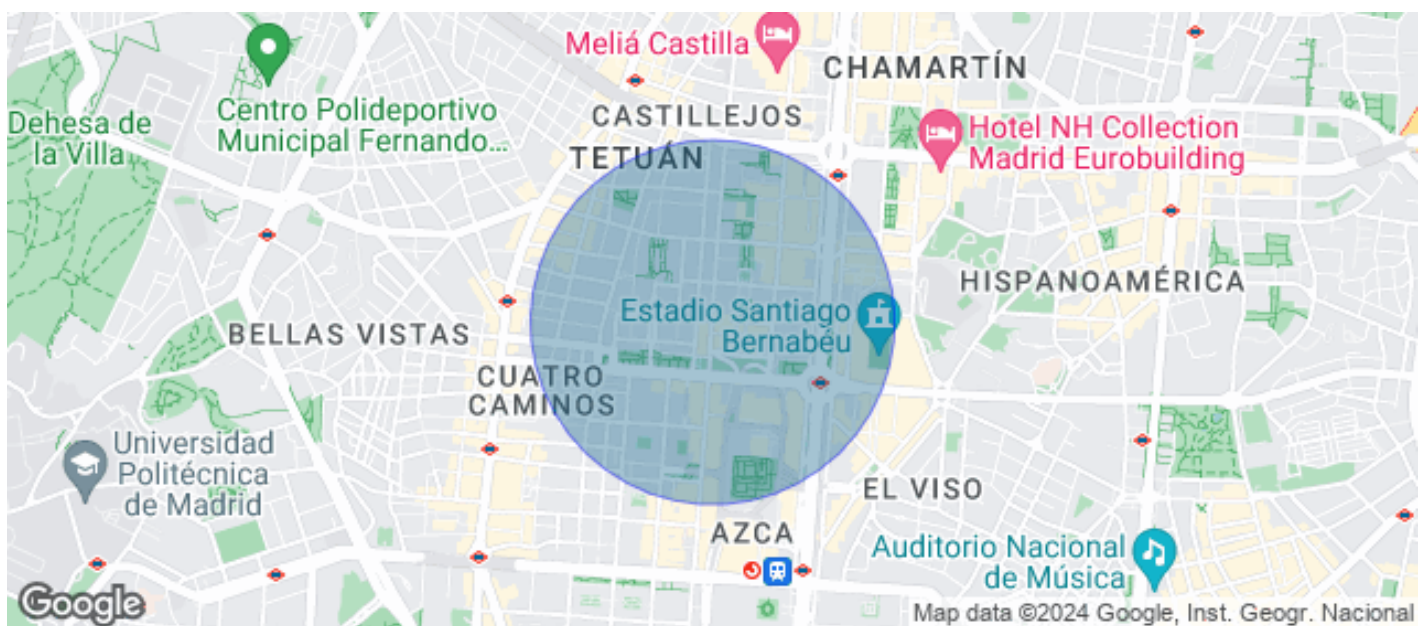 Meliá Castilla
CHAMARTÍN
Centro Polideportivo
Municipal Fernando...
Dehesa de
la Villa
CASTILLEJOS
Hotel NH Collection
Madrid Eurobuilding
TETUÁN
HISPANOAMÉRICA
Estadio Santiago
Bernabéu
BELLAS VISTAS
CUATRO
CAMINOS
Universidad
Politécnica
de Madrid
EL VISO
AZCA
Auditorio Nacional
de Música
Google
Map data ©2024 Google, Inst. Geogr. Nacional